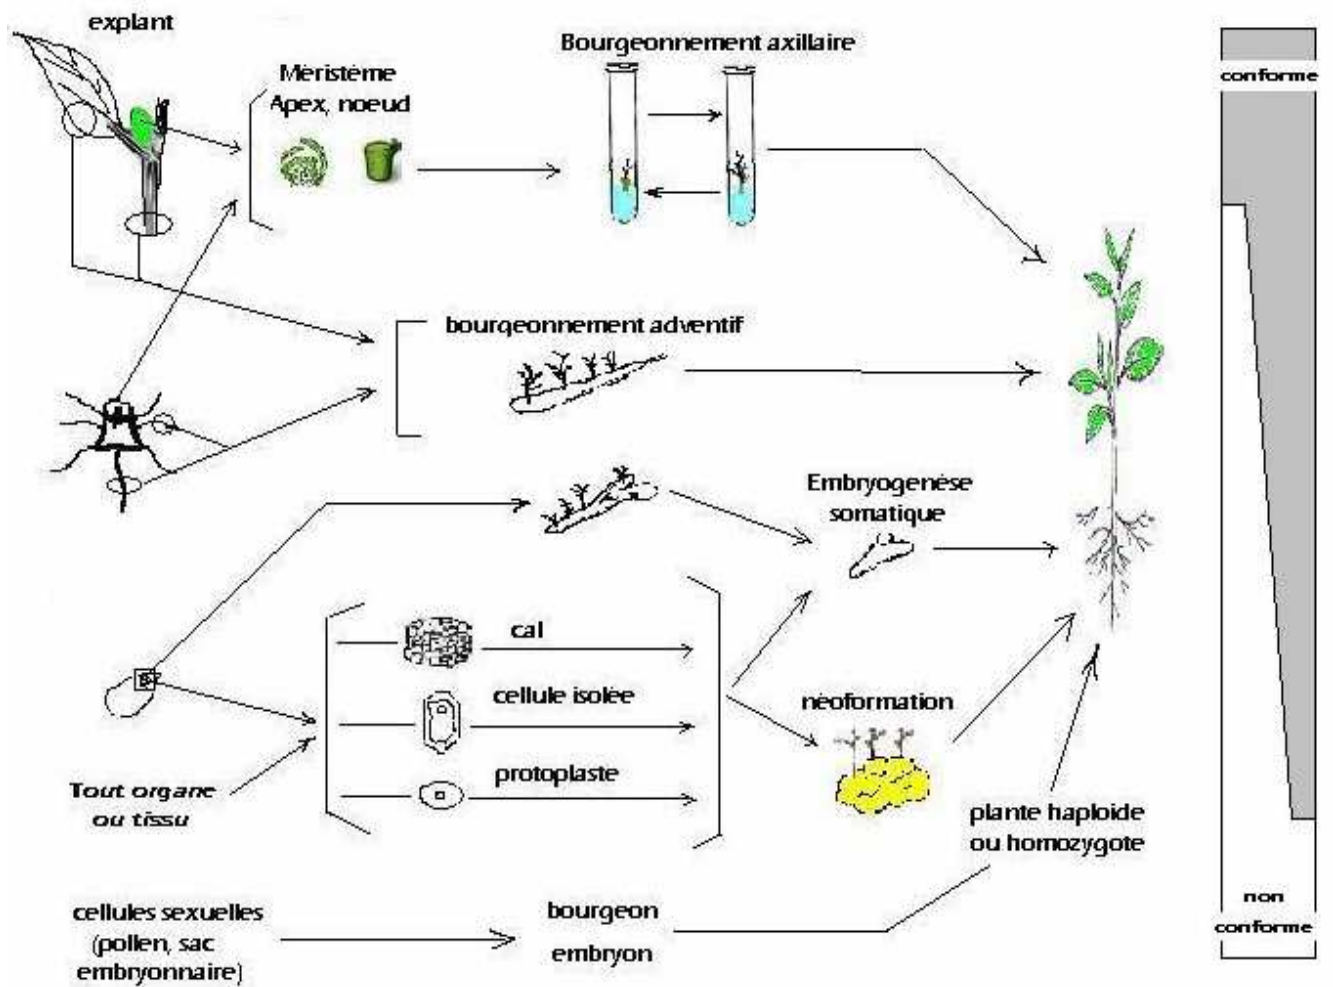 explant
Méristème
Apex, noeud
Bourgeonnement axillaire
conforme
bourgeonnement adventif
Embryogenèse
somatique
cal
cellule isolée
protoplaste
néoformation
Tout organe
ou tissu
plante haploide
ou homozygote
cellules sexuelles
(pollen, sac
embryonnaire)
bourgeon
embryon
non
conforme